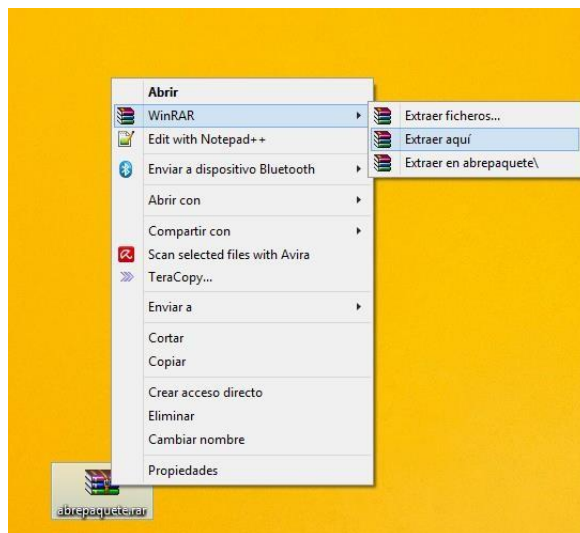 Abrir
WinRAR
Extraer ficheros...
Edit with Notepad++
Extraer aquí
Enviar a dispositivo Bluetooth
Extraer en abrepaquete\
Abrir con
Compartir con
Scan selected files with Avira
TeraCopy...
Enviar a
Cortar
Copiar
Crear acceso directo
Eliminar
Cambiar nombre
Propiedades
abrepaquete.rar